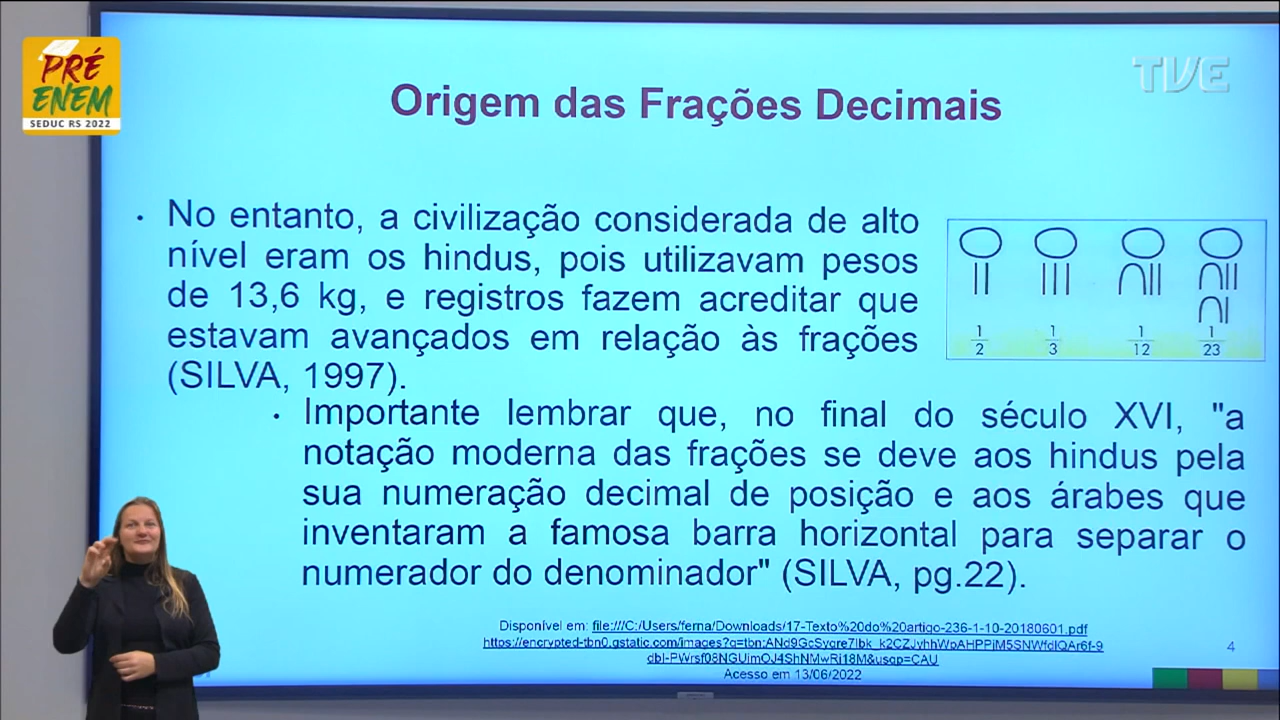 PRÉ
ENEM
SEDUC RS 2022
TVE
Origem das Frações Decimais
• No entanto, a civilização considerada de alto
nível eram os hindus, pois utilizavam pesos
de 13,6 kg, e registros fazem acreditar que
estavam avançados em relação às frações
(SILVA, 1997).
1/2 1/3 1/12 1/23
• Importante lembrar que, no final do século XVI, "a
notação moderna das frações se deve aos hindus pela
sua numeração decimal de posição e aos árabes que
inventaram a famosa barra horizontal para separar o
numerador do denominador" (SILVA, pg.22).
Disponível em: file:///C:/Users/ferna/Downloads/17-Texto%20do%20artigo-236-1-10-20180601.pdf
Acesso em 13/06/2022
4